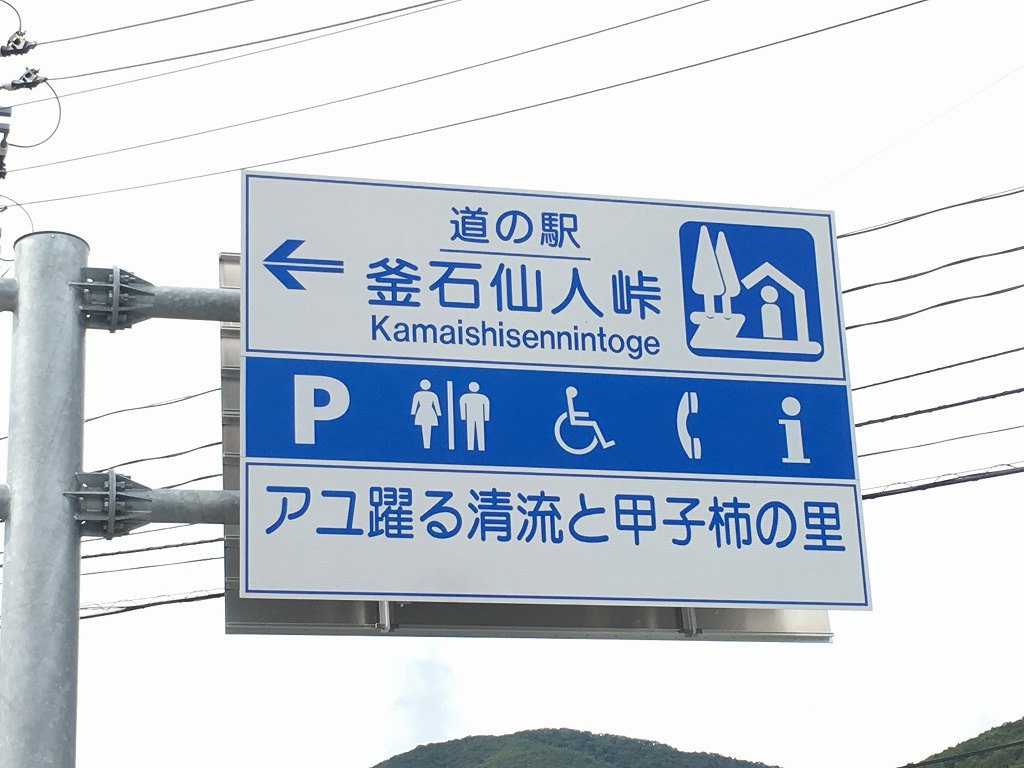 道の駅
釜石仙人峠
Kamaishisennintoge
P
アユ躍る清流と甲子柿の里